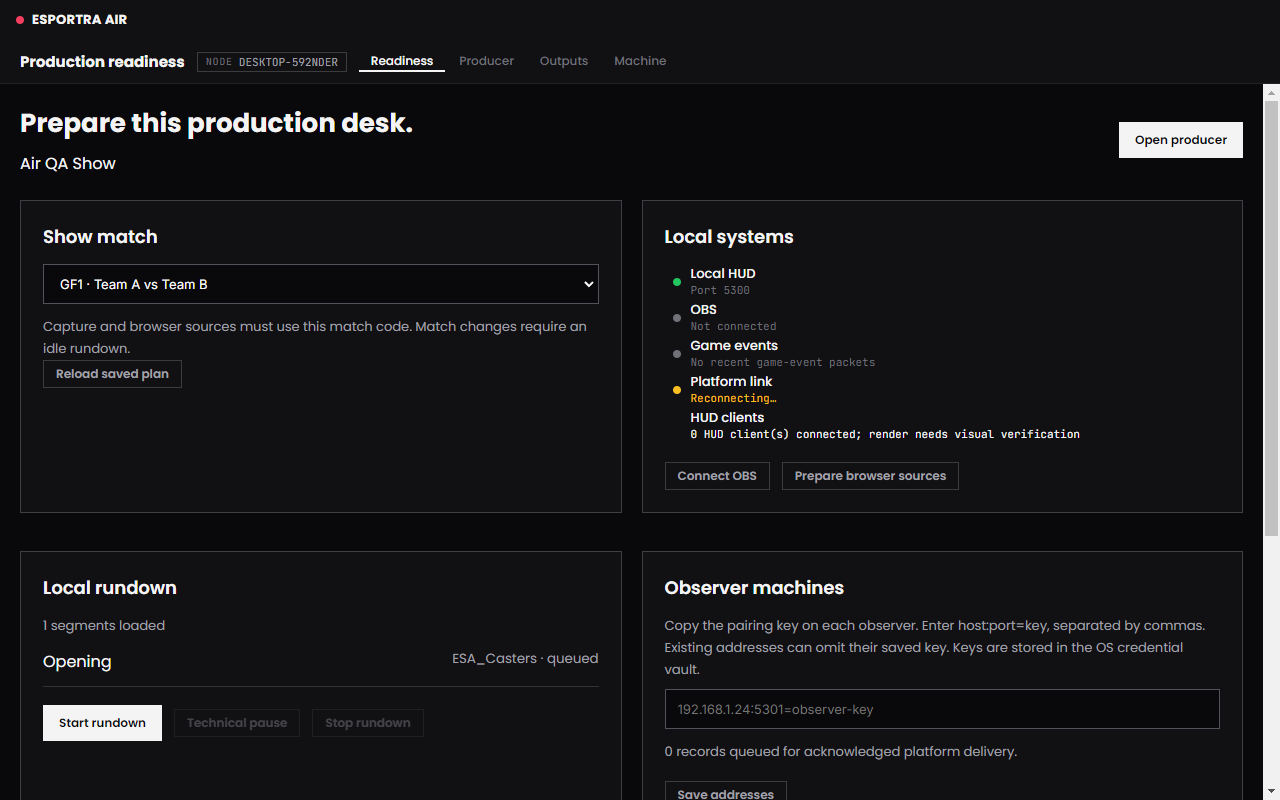 ESPORTRA AIR
Production readiness
NODE DESKTOP-592NDER
Readiness
Producer
Outputs
Machine
Prepare this production desk.
Air QA Show
Open producer
Show match
GF1 · Team A vs Team B
Capture and browser sources must use this match code. Match changes require an
idle rundown.
Reload saved plan
Local systems
Local HUD
Port 5300
OBS
Not connected
Game events
No recent game-event packets
Platform link
Reconnecting…
HUD clients
0 HUD client(s) connected; render needs visual verification
Connect OBS
Prepare browser sources
Local rundown
1 segments loaded
Opening
ESA_Casters · queued
Start rundown
Technical pause
Stop rundown
Observer machines
Copy the pairing key on each observer. Enter host:port=key, separated by commas.
Existing addresses can omit their saved key. Keys are stored in the OS credential
vault.
192.168.1.24:5301=observer-key
0 records queued for acknowledged platform delivery.
Save addresses